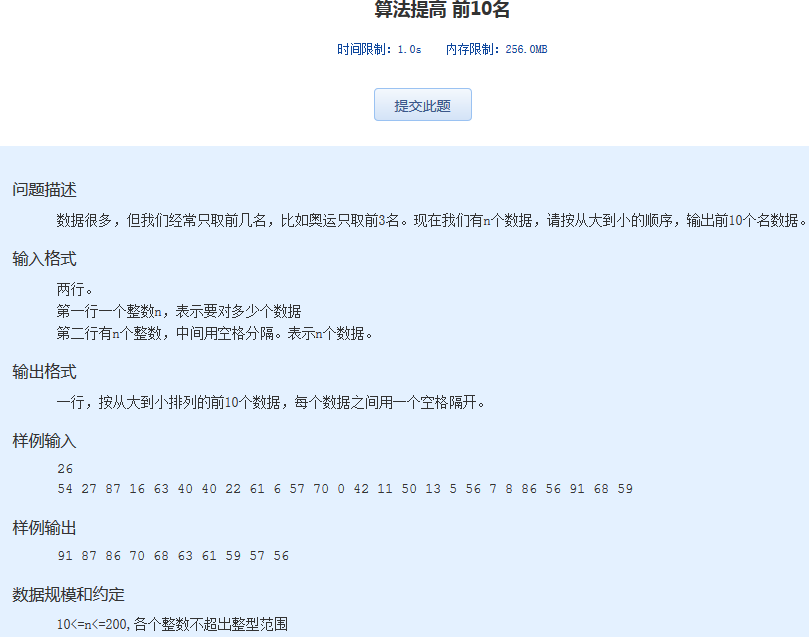 算法提高 前10名
时间限制：1.0s 内存限制：256.0MB
提交此题
问题描述
数据很多，但我们经常只取前几名，比如奥运只取前3名。现在我们有n个数据，请按从大到小的顺序，输出前10个名数据。
输入格式
两行。
第一行一个整数n，表示要对多少个数据
第二行有n个整数，中间用空格分隔。表示n个数据。
输出格式
一行，按从大到小排列的前10个数据，每个数据之间用一个空格隔开。
样例输入
26
54 27 87 16 63 40 40 22 61 6 57 70 0 42 11 50 13 5 56 7 8 86 56 91 68 59
样例输出
91 87 86 70 68 63 61 59 57 56
数据规模和约定
10<=n<=200,各个整数不超出整型范围